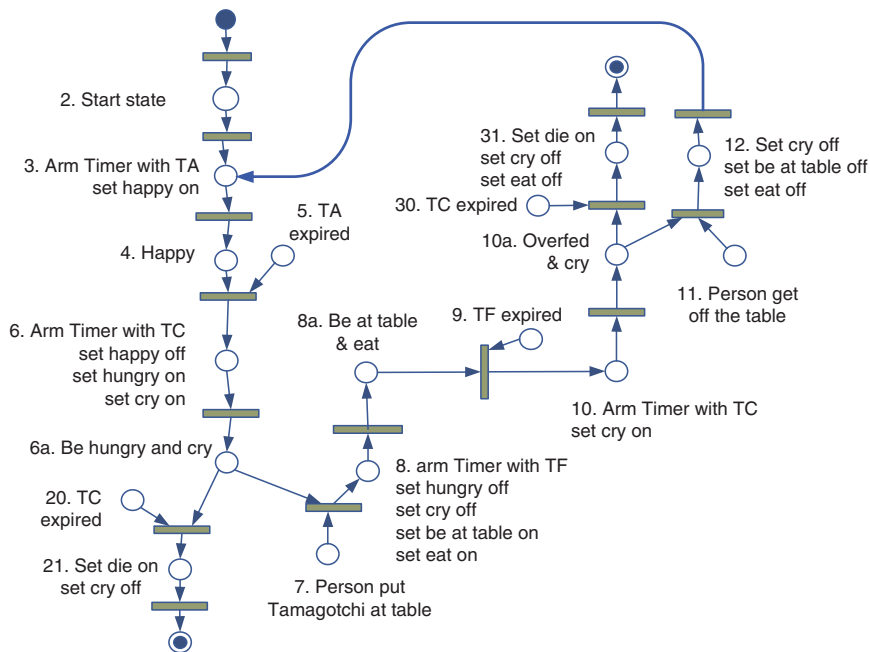 2. Start state
3. Arm Timer with TA
set happy on
5. TA
expired
4. Happy
6. Arm Timer with TC
set happy off
set hungry on
set cry on
6a. Be hungry and cry
20. TC
expired
21. Set die on
set cry off
7. Person put
Tamagotchi at table
8. arm Timer with TF
set hungry off
set cry off
set be at table on
set eat on
8a. Be at table
& eat
9. TF expired
10. Arm Timer with TC
set cry on
10a. Overfed
& cry
30. TC expired
31. Set die on
set cry off
set eat off
11. Person get
off the table
12. Set cry off
set be at table off
set eat off